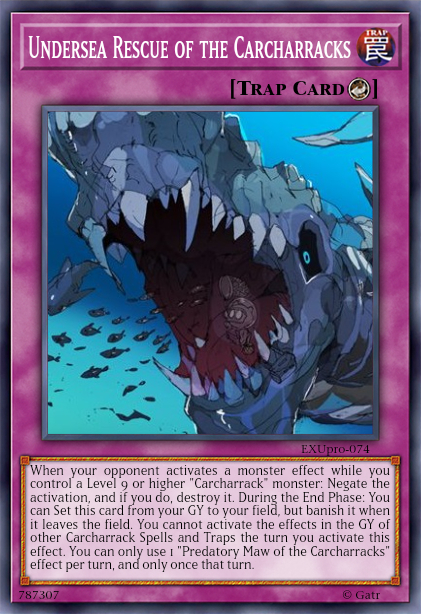 UNDERSEA RESCUE OF THE CARCHARRACKS
TRAP
罠
[TRAP CARD]
EXUpro-074
When your opponent activates a monster effect while you
control a Level 9 or higher "Carcharrack" monster: Negate the
activation, and if you do, destroy it. During the End Phase: You
can Set this card from your GY to your field, but banish it when
it leaves the field. You cannot activate the effects in the GY of
other Carcharrack Spells and Traps the turn you activate this
effect. You can only use 1 "Predatory Maw of the Carcharracks"
effect per turn, and only once that turn.
787307
© Gatr